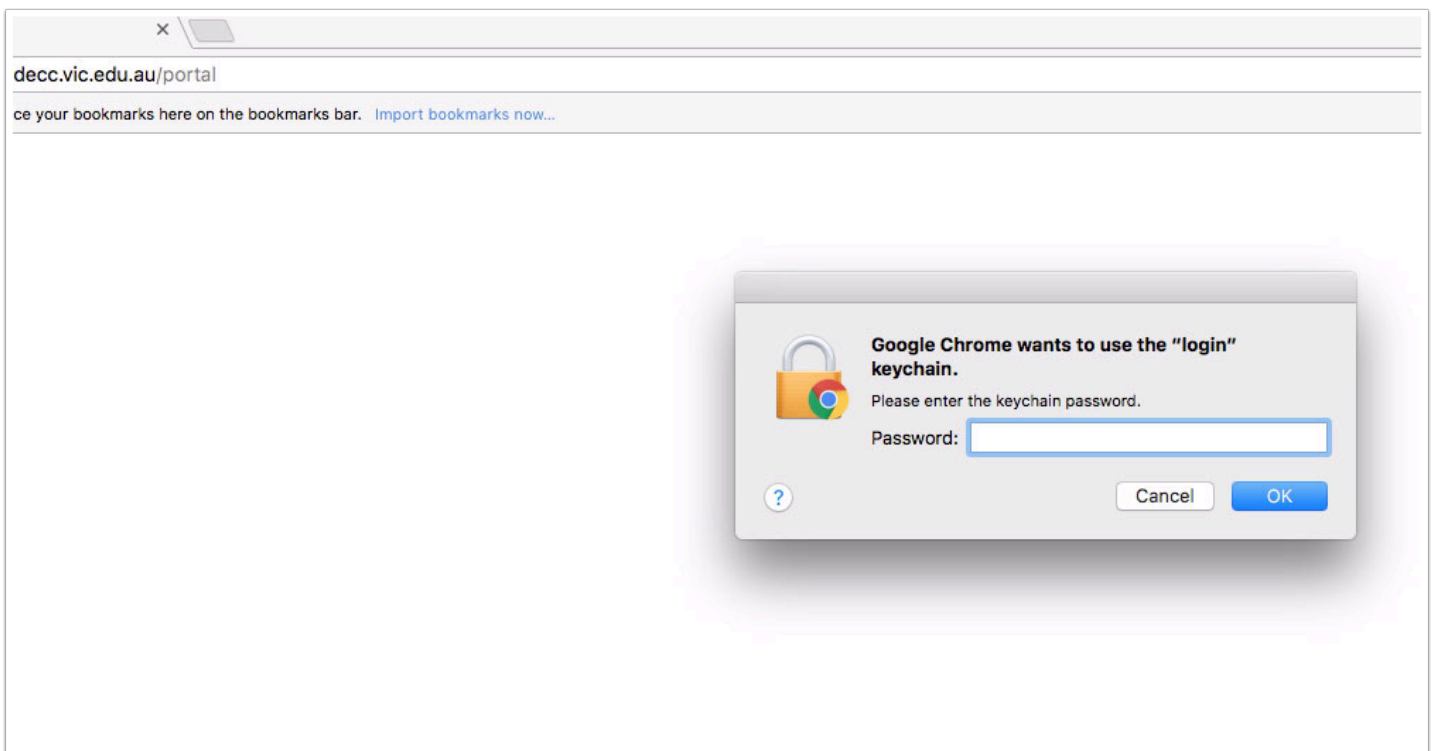 decc.vic.edu.au/portal
ce your bookmarks here on the bookmarks bar. Import bookmarks now...
Google Chrome wants to use the "login"
keychain.
Please enter the keychain password.
Password:
? Cancel OK